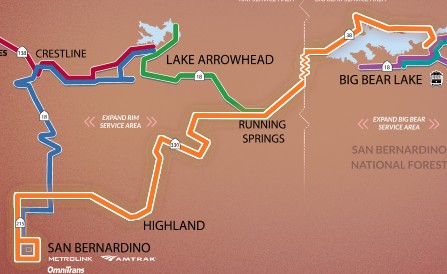 138
CRESTLINE
LAKE ARROWHEAD
18
38
18
BIG BEAR LAKE
18
EXPAND RIM
SERVICE AREA
RUNNING
SPRINGS
EXPAND BIG BEAR
SERVICE AREA
330
SAN BERNARDINO
NATIONAL FOREST
215
HIGHLAND
SAN BERNARDINO
METROLINK
AMTRAK
OmniTrans